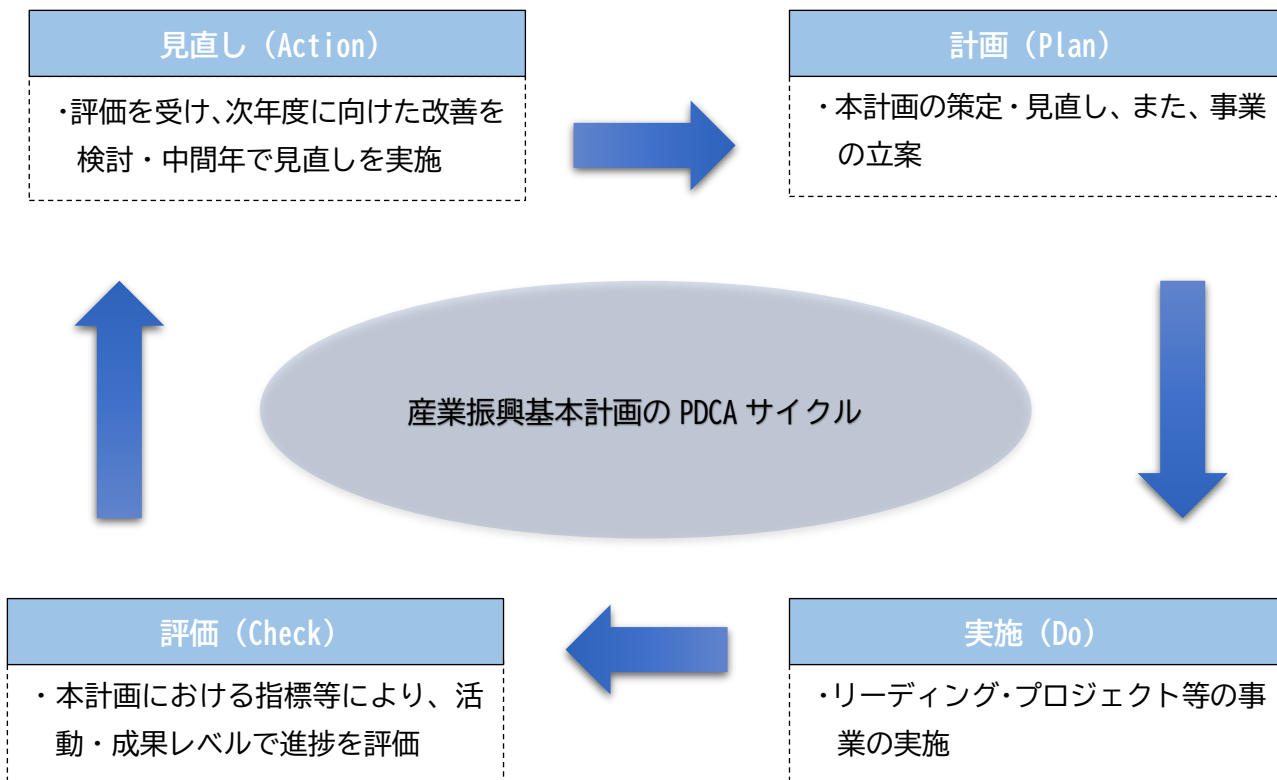 見直し（Action）
・評価を受け、次年度に向けた改善を
検討・中間年で見直しを実施
計画（Plan）
・本計画の策定・見直し、また、事業
の立案
産業振興基本計画の PDCA サイクル
評価（Check）
・本計画における指標等により、活
動・成果レベルで進捗を評価
実施（Do）
・リーディング・プロジェクト等の事
業の実施